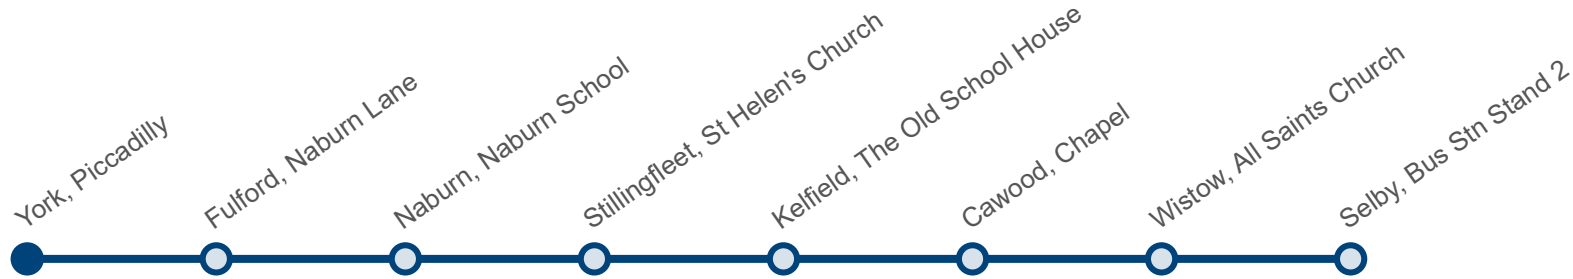 York, Piccadilly
Fulford, Naburn Lane
Naburn, Naburn School
Stillingfleet, St Helen's Church
Kelfield, The Old School House
Cawood, Chapel
Wistow, All Saints Church
Selby, Bus Stn Stand 2